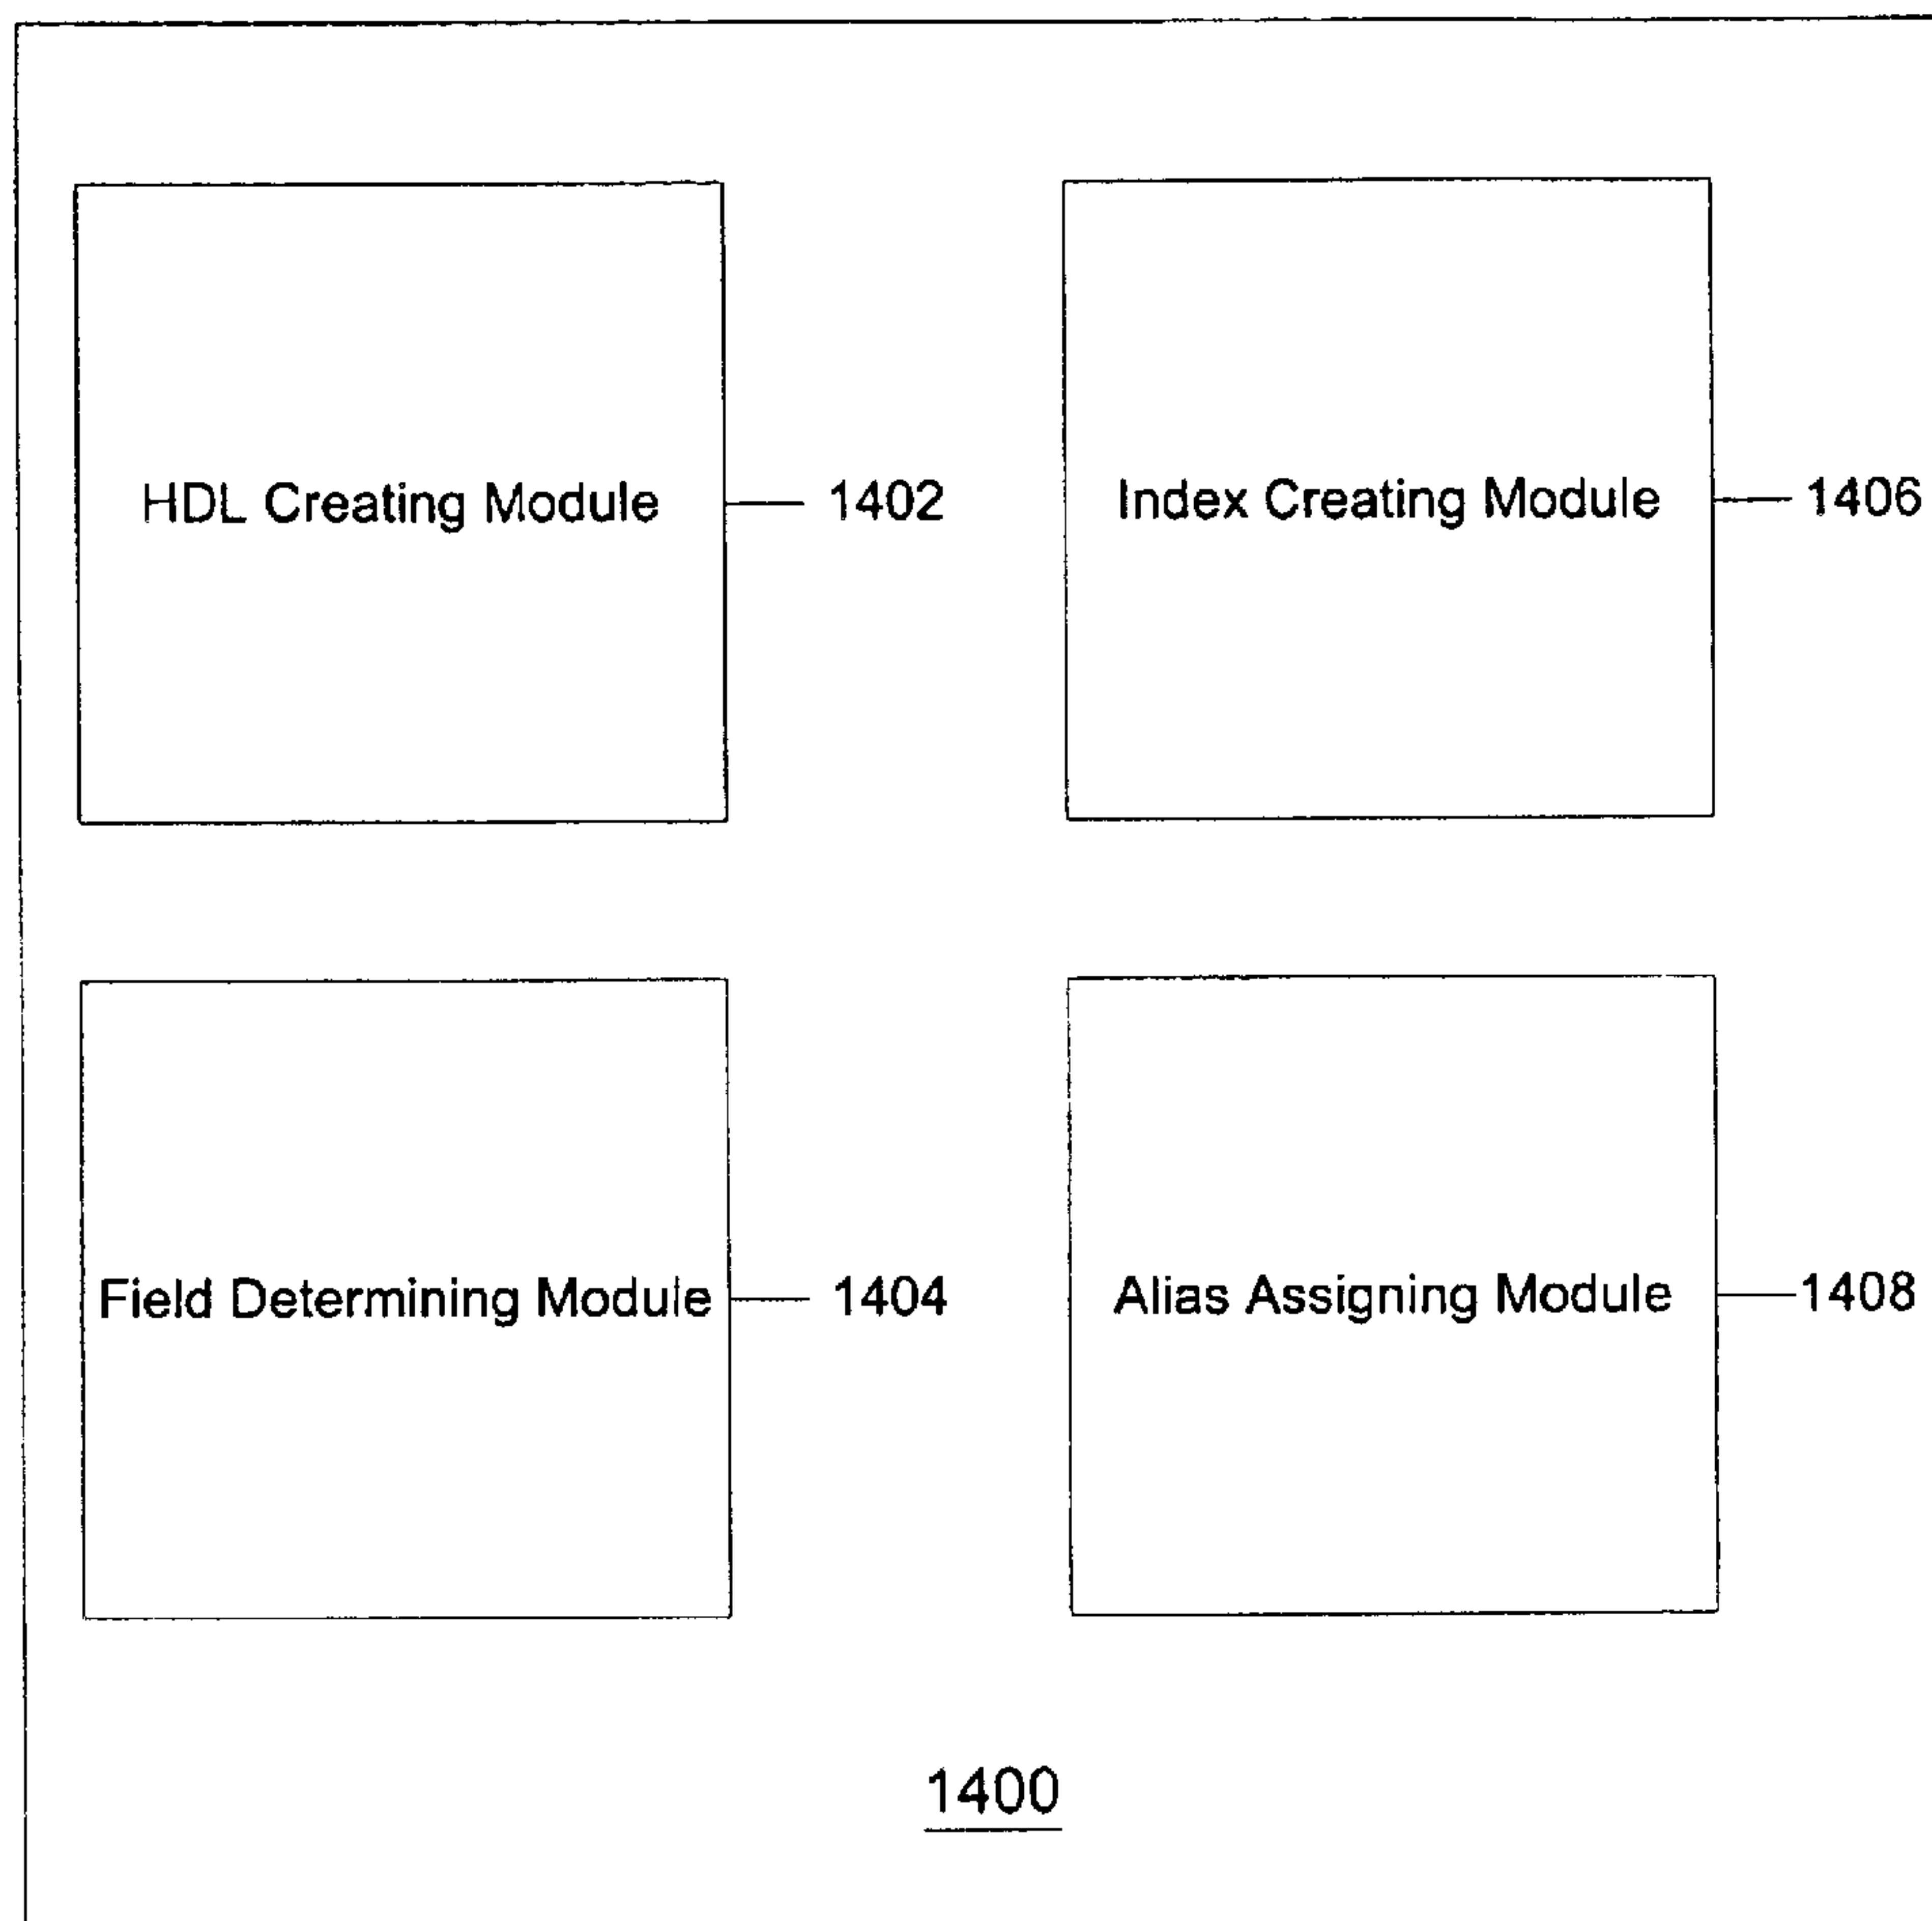 HDL Creating Module
1402
Index Creating Module
1406
Field Determining Module
1404
Alias Assigning Module
1408
1400